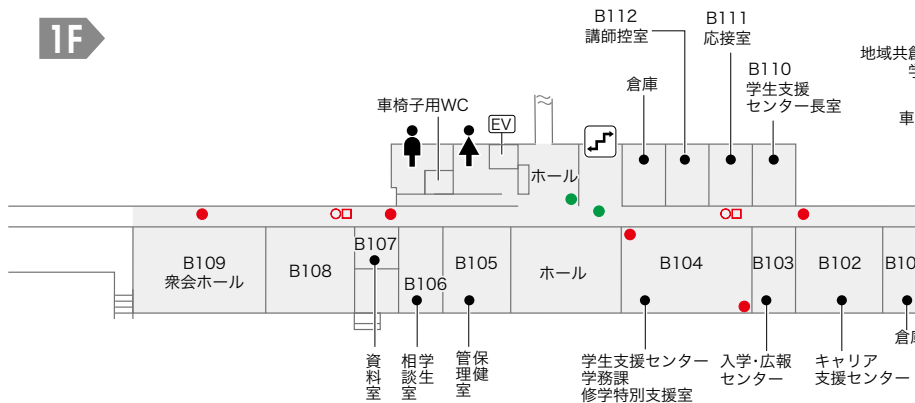 1F
B112
講師控室
B111
応接室
倉庫
B110
学生支援
センター長室
地域共創
学
車
車椅子用WC
EV
ホール
B109
衆会ホール
B108
B107
B106
B105
ホール
B104
B103
B102
B10
資料室
学生
相談室
保健
管理室
学生支援センター
学務課
修学特別支援室
入学・広報
センター
キャリア
支援センター
倉庫